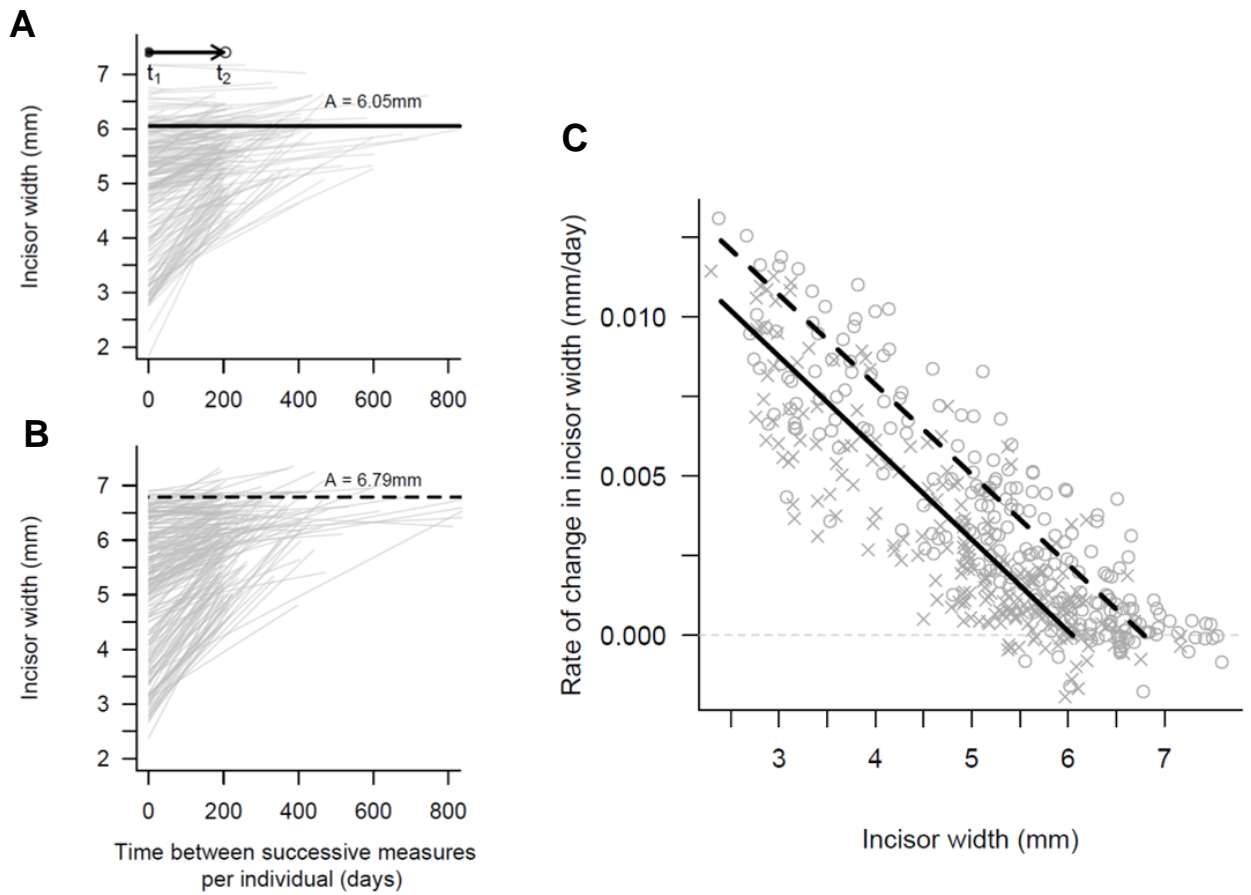 A
7
6
5
4
3
2
Incisor width (mm)
t1
t2
A = 6.05mm
0 200 400 600 800
B
7
6
5
4
3
2
Incisor width (mm)
A = 6.79mm
0 200 400 600 800
Time between successive measures
per individual (days)
C
Rate of change in incisor width (mm/day)
0.010
0.005
0.000
3 4 5 6 7
Incisor width (mm)